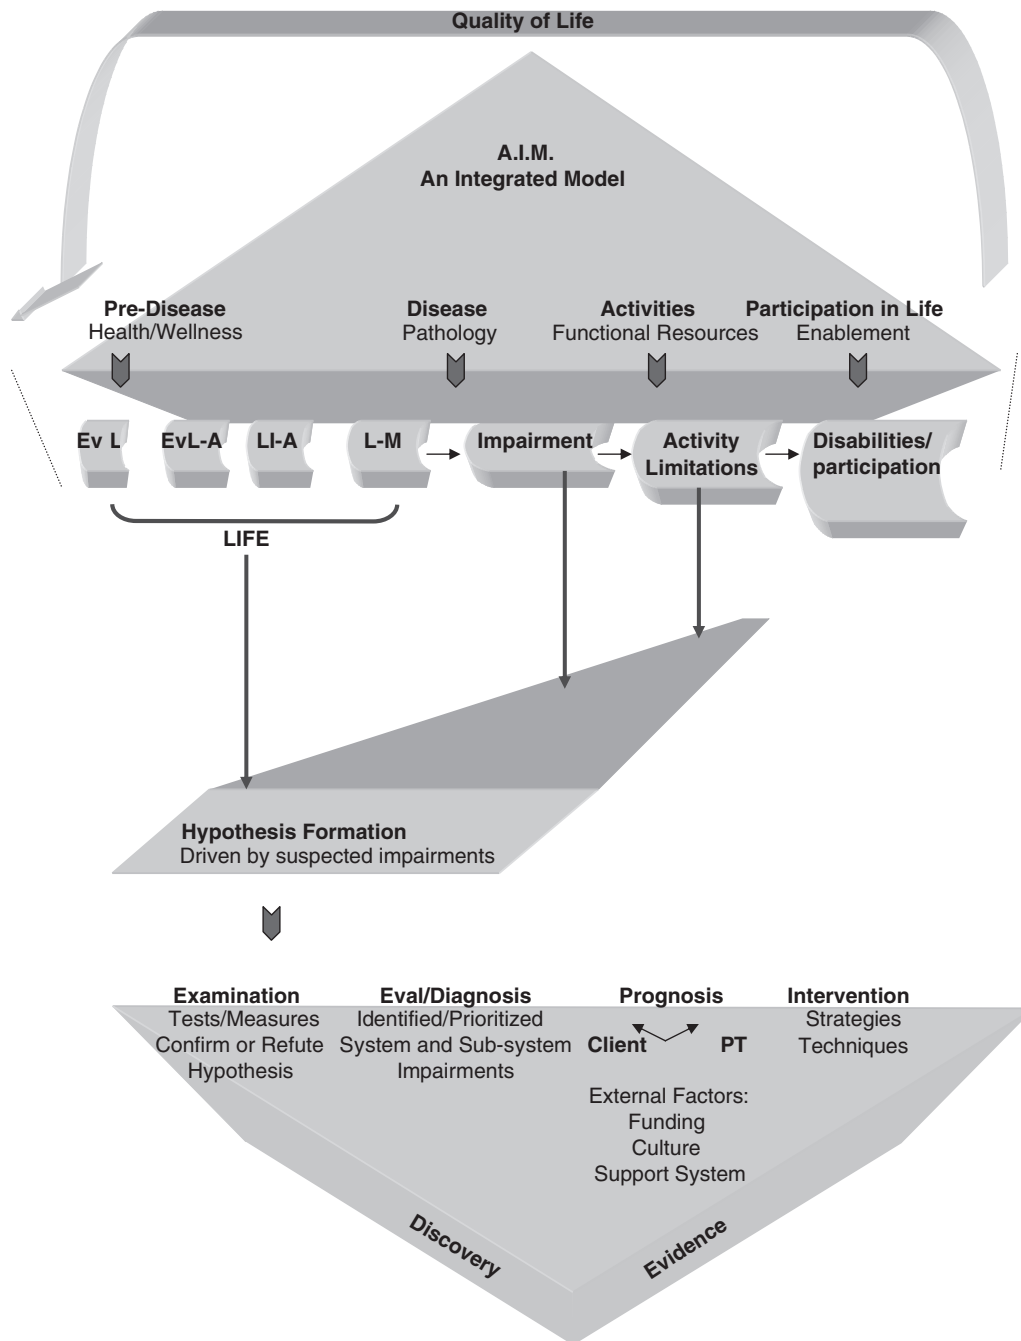 Quality of Life
A.I.M.
An Integrated Model
Pre-Disease
Health/Wellness
Disease
Pathology
Activities
Functional Resources
Participation in Life
Enablement
Ev L
EvL-A
LI-A
L-M
Impairment
Activity
Limitations
Disabilities/
participation
LIFE
Hypothesis Formation
Driven by suspected impairments
Examination
Tests/Measures
Confirm or Refute
Hypothesis
Eval/Diagnosis
Identified/Prioritized
System and Sub-system
Impairments
Prognosis
Client PT
External Factors:
Funding
Culture
Support System
Intervention
Strategies
Techniques
Discovery
Evidence